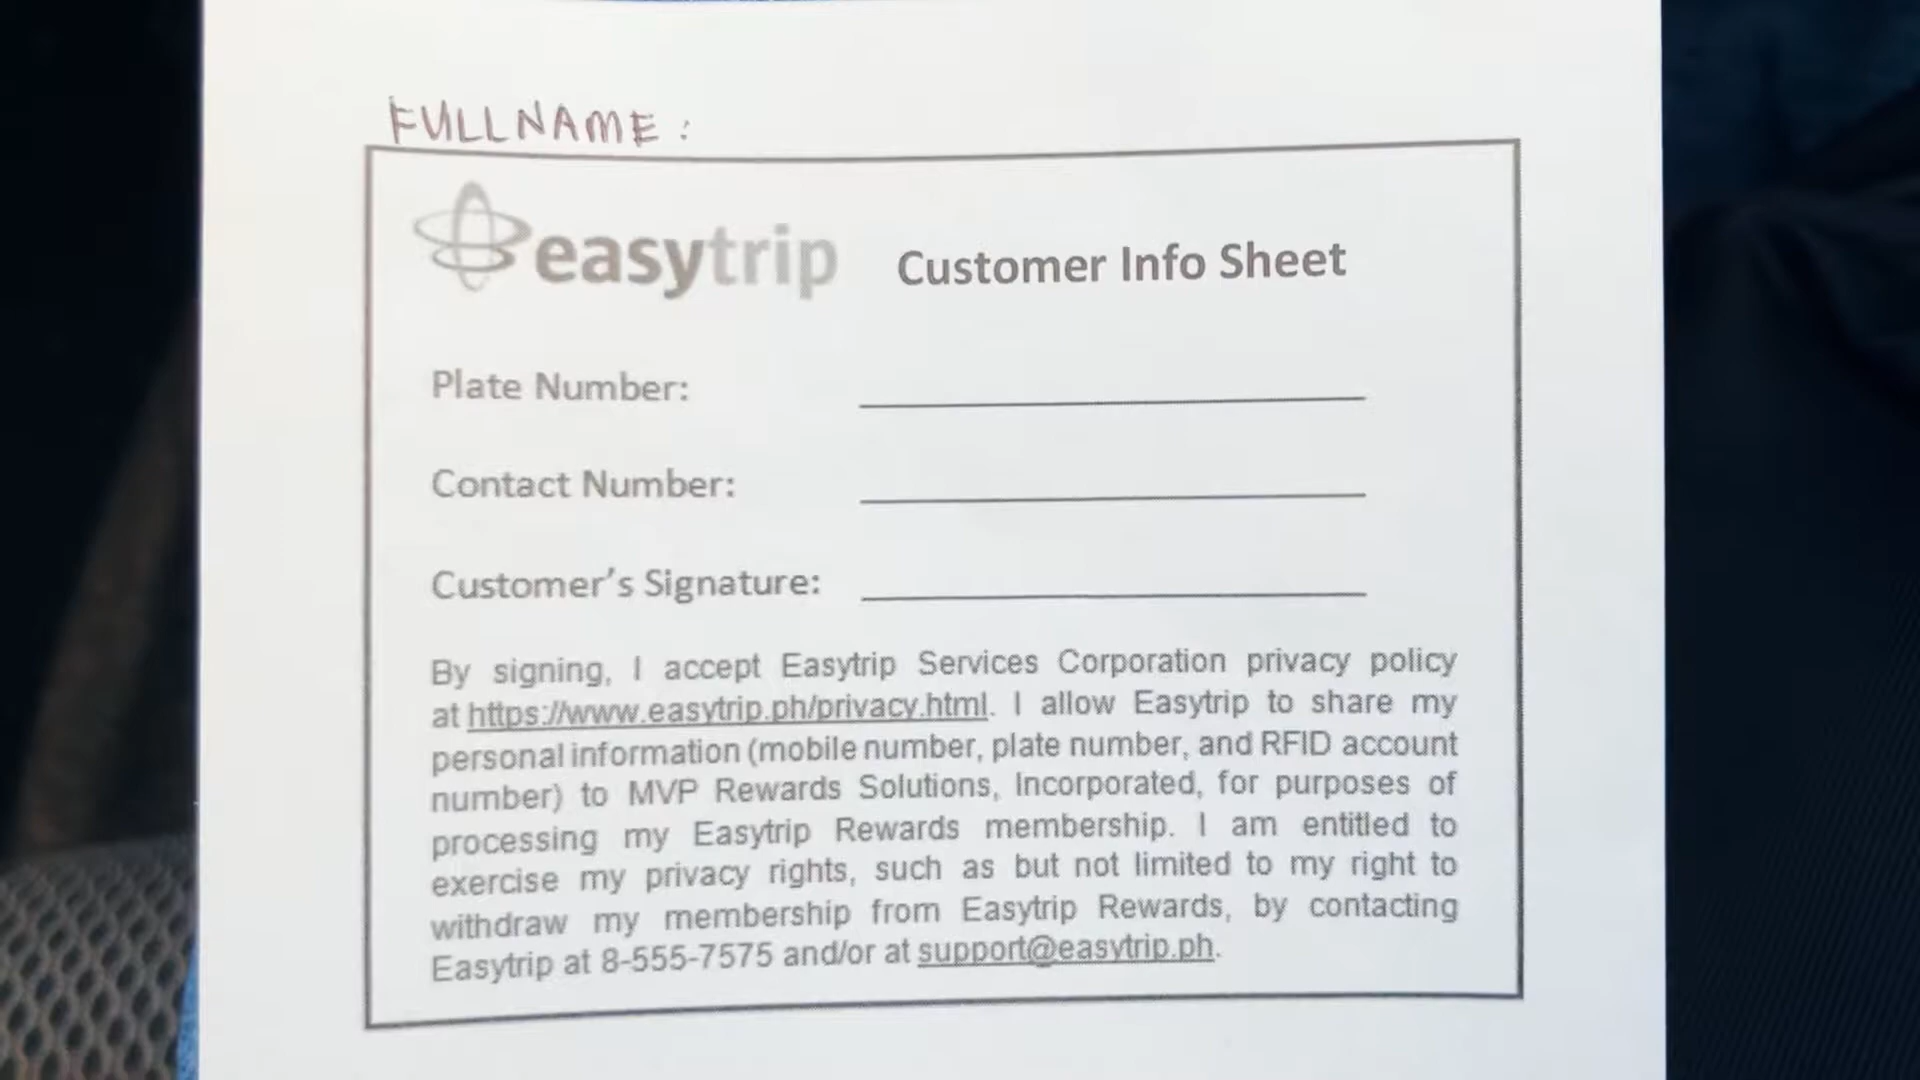 FULLNAME:
easytrip Customer Info Sheet
Plate Number:
Contact Number:
Customer's Signature:
By signing, I accept Easytrip Services Corporation privacy policy
at https://www.easytrip.ph/privacy.html. I allow Easytrip to share my
personal information (mobile number, plate number, and RFID account
number) to MVP Rewards Solutions, Incorporated, for purposes of
processing my Easytrip Rewards membership. I am entitled to
exercise my privacy rights, such as but not limited to my right to
withdraw my membership from Easytrip Rewards, by contacting
Easytrip at 8-555-7575 and/or at support@easytrip.ph.